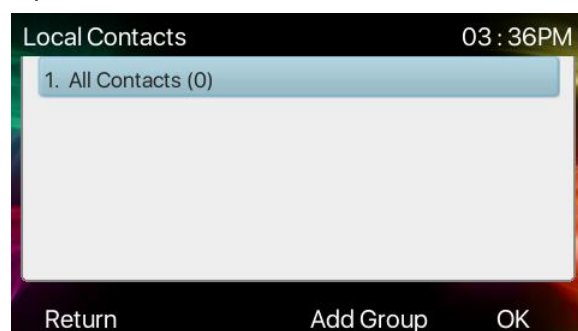 Local Contacts 03 : 36PM
1. All Contacts (0)
Return Add Group OK